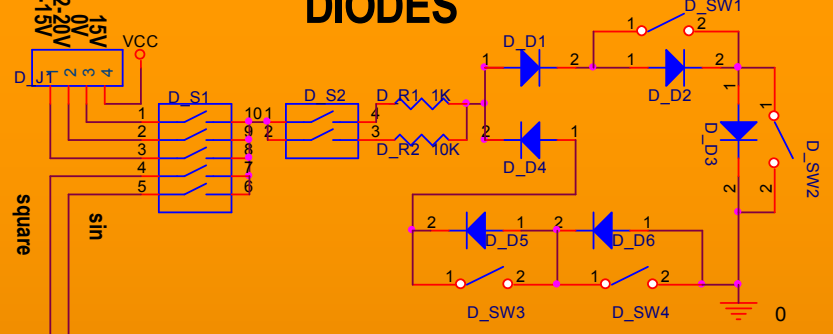 DIODES
-15V
2-20V
0V
15V
VCC
D_J1
1 2 3 4
D_S1
1 10
2 9
3 8
4 7
5 6
D_S2
1 4
2 3
D_R1 1K
D_R2 10K
D_D1
1 2
D_SW1
1 2
1 2
D_D2
D_D3
1 2
D_SW2
1 2
2 1
D_D4
2 1
D_D5
2 1
D_D6
1 2
D_SW3
1 2
D_SW4
0
square
sin